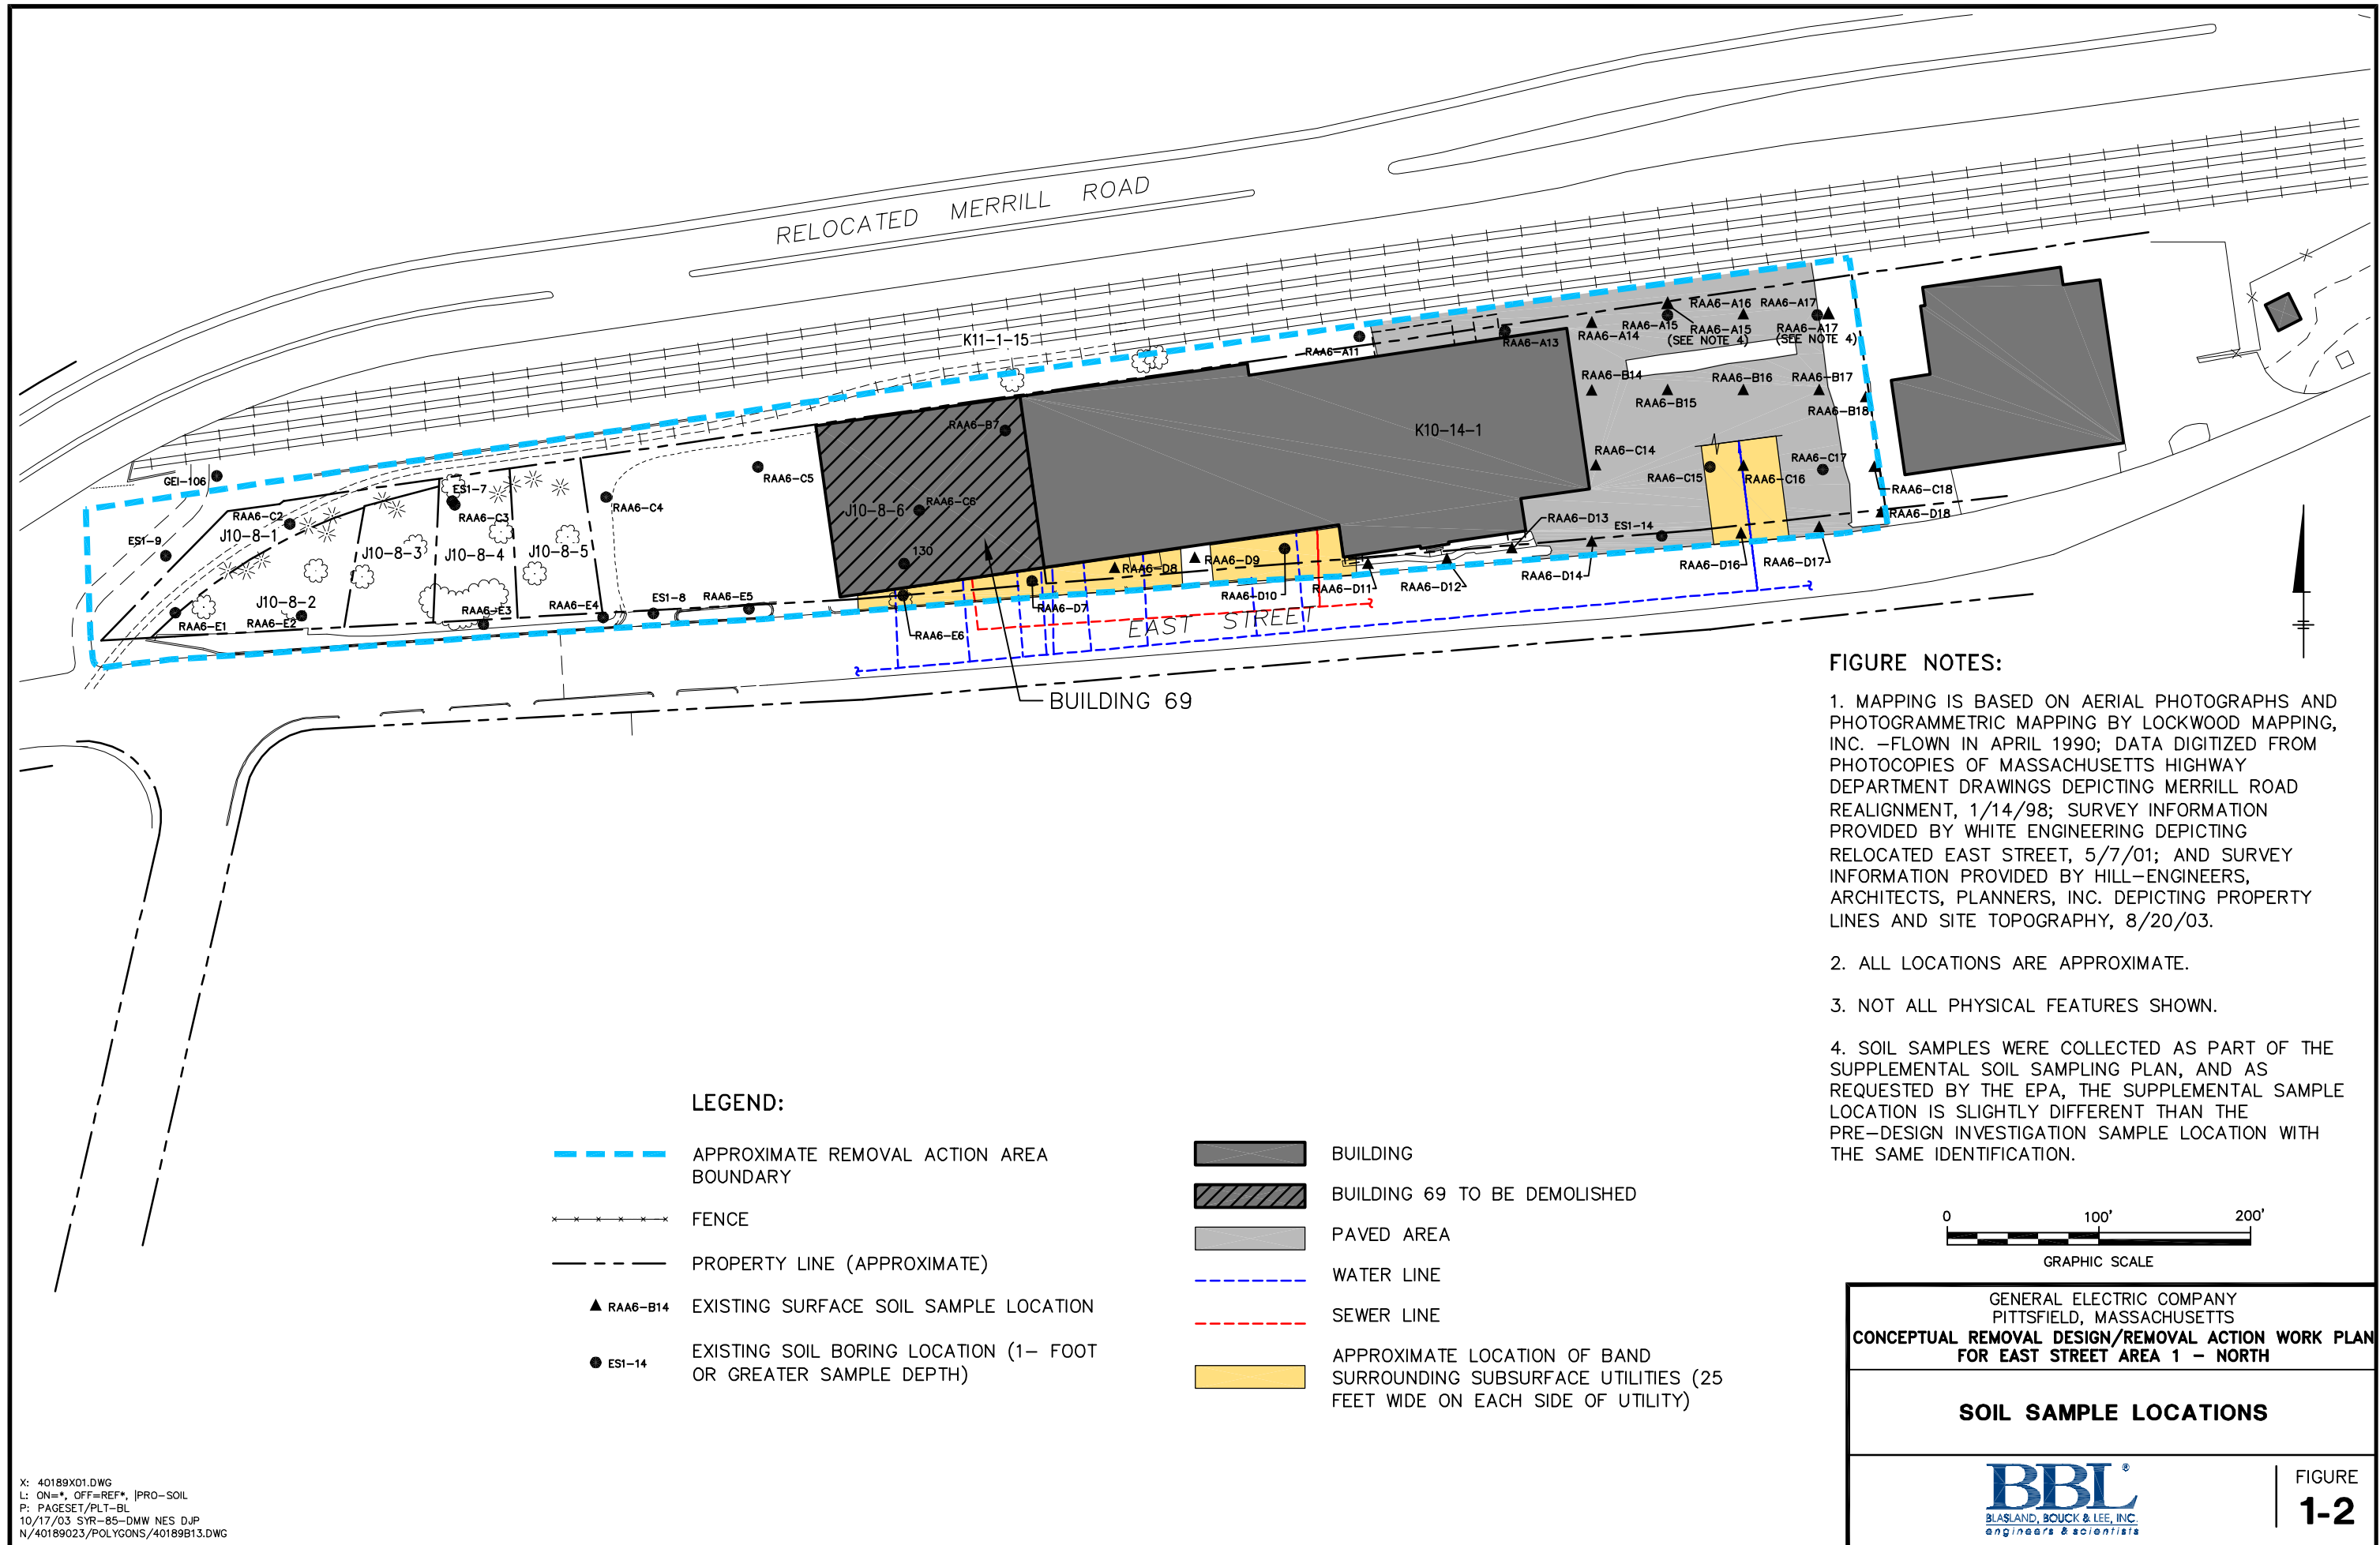 RELOCATED MERRILL ROAD
K11-1-15
RAA6-A16
RAA6-A17
RAA6-A15
RAA6-A14
RAA6-A15
(SEE NOTE 4)
RAA6-A17
(SEE NOTE 4)
RAA6-A11
RAA6-A13
RAA6-B14
RAA6-B16
RAA6-B17
RAA6-B15
RAA6-B18
RAA6-B7
K10-14-1
RAA6-C14
RAA6-C17
RAA6-C15
RAA6-C16
RAA6-C18
GEI-106
ES1-7
RAA6-C5
RAA6-C2
RAA6-C3
RAA6-C4
J10-8-6
RAA6-C6
RAA6-D13
ES1-14
RAA6-D18
ES1-9
J10-8-1
J10-8-3
J10-8-4
J10-8-5
130
RAA6-D8
RAA6-D9
RAA6-D11
RAA6-D12
RAA6-D14
RAA6-D16
RAA6-D17
J10-8-2
RAA6-E1
RAA6-E2
RAA6-E3
RAA6-E4
ES1-8
RAA6-E5
RAA6-D7
RAA6-D10
RAA6-E6
EAST STREET
BUILDING 69
FIGURE NOTES:
1. MAPPING IS BASED ON AERIAL PHOTOGRAPHS AND
PHOTOGRAMMETRIC MAPPING BY LOCKWOOD MAPPING,
INC. -FLOWN IN APRIL 1990; DATA DIGITIZED FROM
PHOTOCOPIES OF MASSACHUSETTS HIGHWAY
DEPARTMENT DRAWINGS DEPICTING MERRILL ROAD
REALIGNMENT, 1/14/98; SURVEY INFORMATION
PROVIDED BY WHITE ENGINEERING DEPICTING
RELOCATED EAST STREET, 5/7/01; AND SURVEY
INFORMATION PROVIDED BY HILL-ENGINEERS,
ARCHITECTS, PLANNERS, INC. DEPICTING PROPERTY
LINES AND SITE TOPOGRAPHY, 8/20/03.
2. ALL LOCATIONS ARE APPROXIMATE.
3. NOT ALL PHYSICAL FEATURES SHOWN.
4. SOIL SAMPLES WERE COLLECTED AS PART OF THE
SUPPLEMENTAL SOIL SAMPLING PLAN, AND AS
REQUESTED BY THE EPA, THE SUPPLEMENTAL SAMPLE
LOCATION IS SLIGHTLY DIFFERENT THAN THE
PRE-DESIGN INVESTIGATION SAMPLE LOCATION WITH
THE SAME IDENTIFICATION.
LEGEND:
APPROXIMATE REMOVAL ACTION AREA
BOUNDARY
FENCE
PROPERTY LINE (APPROXIMATE)
RAA6-B14 EXISTING SURFACE SOIL SAMPLE LOCATION
ES1-14 EXISTING SOIL BORING LOCATION (1- FOOT
OR GREATER SAMPLE DEPTH)
BUILDING
BUILDING 69 TO BE DEMOLISHED
PAVED AREA
WATER LINE
SEWER LINE
APPROXIMATE LOCATION OF BAND
SURROUNDING SUBSURFACE UTILITIES (25
FEET WIDE ON EACH SIDE OF UTILITY)
0 100' 200'
GRAPHIC SCALE
GENERAL ELECTRIC COMPANY
PITTSFIELD, MASSACHUSETTS
CONCEPTUAL REMOVAL DESIGN/REMOVAL ACTION WORK PLAN
FOR EAST STREET AREA 1 - NORTH
SOIL SAMPLE LOCATIONS
BBL®
BLASLAND, BOUCK & LEE, INC.
engineers & scientists
FIGURE
1-2
X: 40189X01.DWG
L: ON=*, OFF=REF*, |PRO-SOIL
P: PAGESET/PLT-BL
10/17/03 SYR-85-DMW NES DJP
N/40189023/POLYGONS/40189B13.DWG